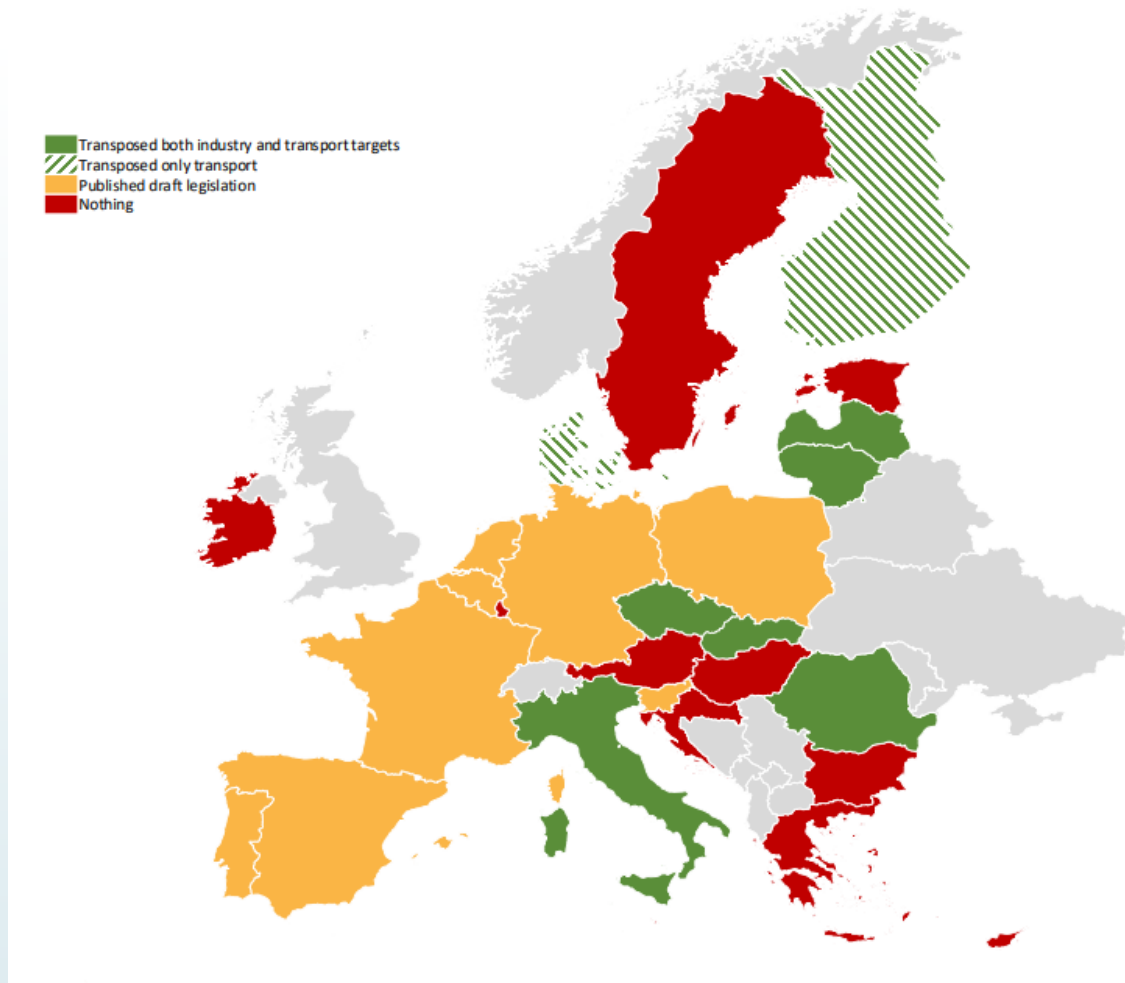 Transposed both industry and transport targets
Transposed only transport
Published draft legislation
Nothing